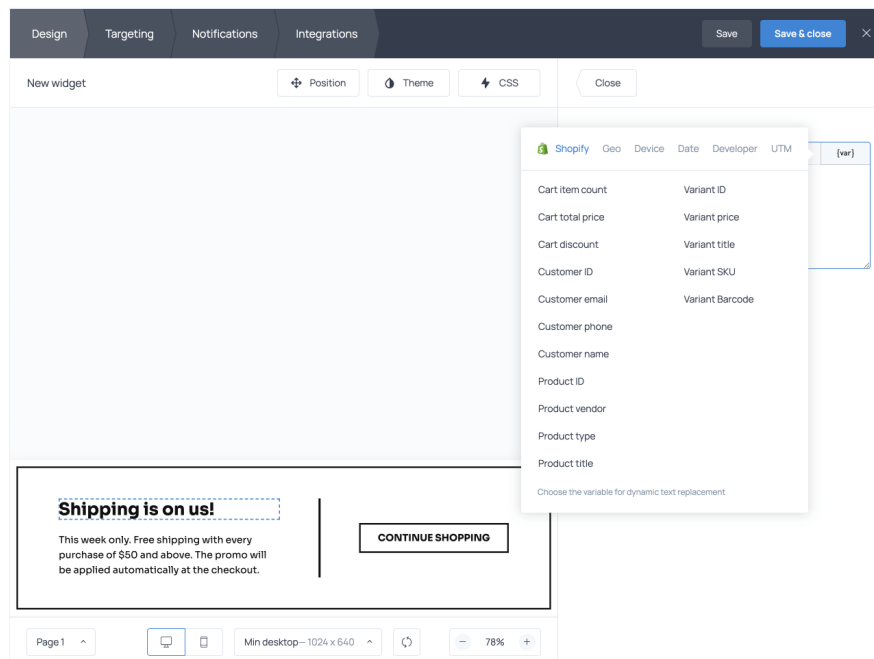 Design Targeting Notifications Integrations Save Save & close
New widget Position Theme CSS Close
Shopify Geo Device Date Developer UTM {var}
Cart item count Variant ID
Cart total price Variant price
Cart discount Variant title
Customer ID Variant SKU
Customer email Variant Barcode
Customer phone
Customer name
Product ID
Product vendor
Product type
Product title
Choose the variable for dynamic text replacement
Shipping is on us!
This week only. Free shipping with every
purchase of $50 and above. The promo will
be applied automatically at the checkout.
CONTINUE SHOPPING
Page 1 Min desktop— 1024 x 640 − 78% +